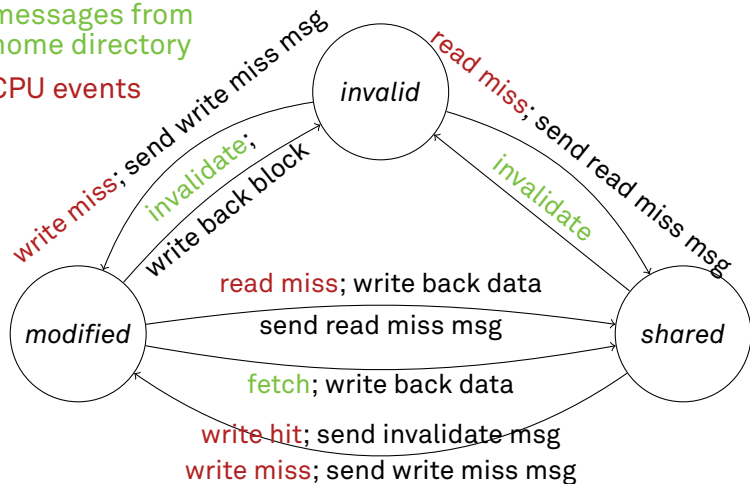 messages from
home directory
CPU events
invalid
write miss; send write miss msg
invalidate;
write back block
read miss; send read miss msg
invalidate
modified
shared
read miss; write back data
send read miss msg
fetch; write back data
write hit; send invalidate msg
write miss; send write miss msg